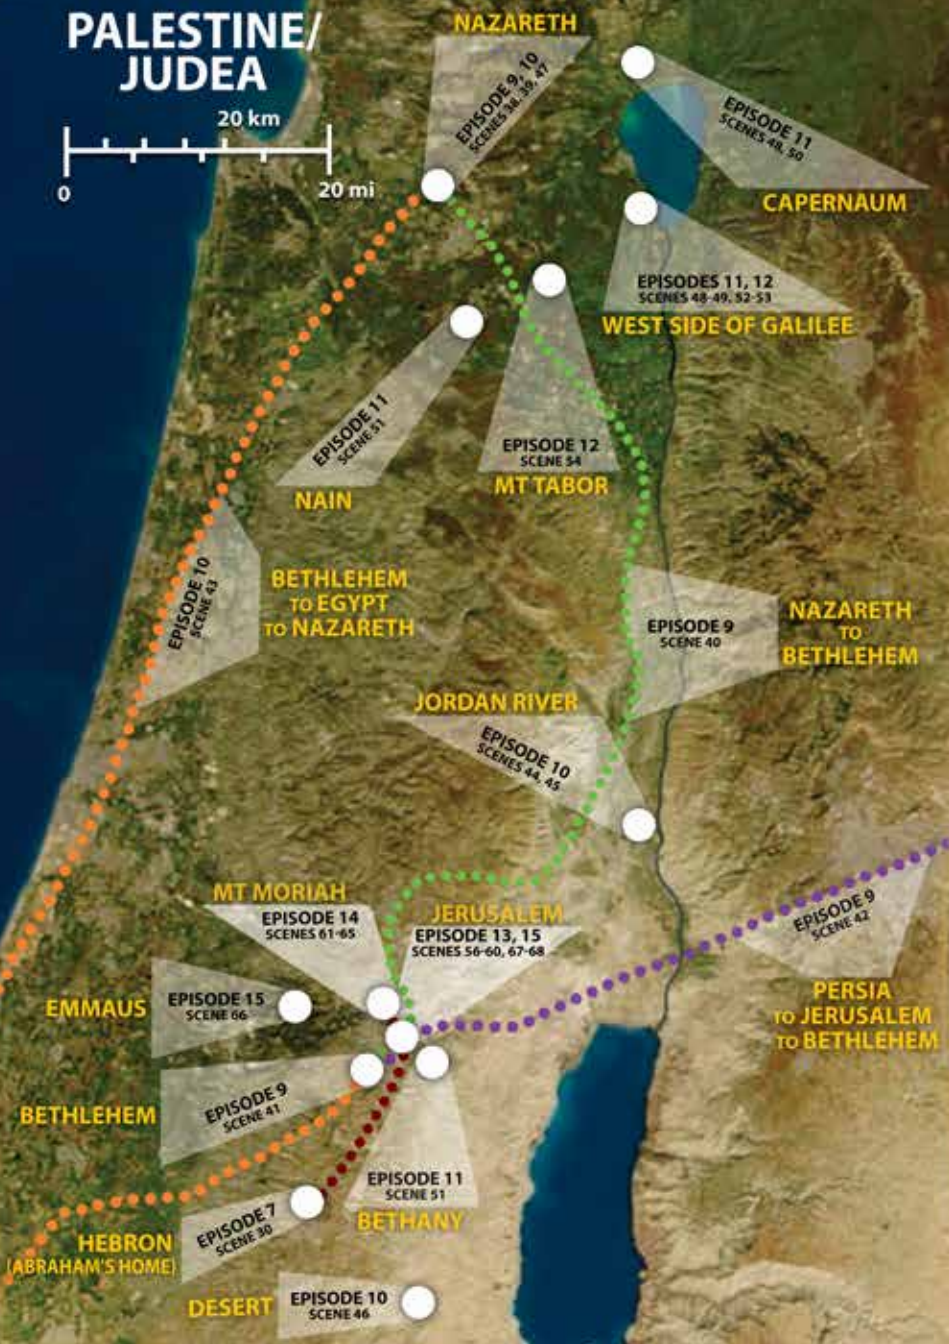 PALESTINE/
JUDEA
20 km
0
20 mi
NAZARETH
EPISODE 9, 10
SCENES 38, 39, 47
EPISODE 11
SCENES 48, 50
CAPERNAUM
EPISODES 11, 12
SCENES 48-49, 52-53
WEST SIDE OF GALILEE
EPISODE 11
SCENE 51
NAIN
EPISODE 12
SCENE 54
MT TABOR
EPISODE 10
SCENE 43
BETHLEHEM
TO EGYPT
TO NAZARETH
EPISODE 9
SCENE 40
NAZARETH
TO
BETHLEHEM
JORDAN RIVER
EPISODE 10
SCENES 44, 45
MT MORIAH
EPISODE 14
SCENES 61-65
JERUSALEM
EPISODE 13, 15
SCENES 56-60, 67-68
EPISODE 9
SCENE 42
PERSIA
TO JERUSALEM
TO BETHLEHEM
EMMAUS
EPISODE 15
SCENE 66
BETHLEHEM
EPISODE 9
SCENE 41
EPISODE 11
SCENE 51
BETHANY
HEBRON
(ABRAHAM'S HOME)
EPISODE 7
SCENE 30
DESERT
EPISODE 10
SCENE 46